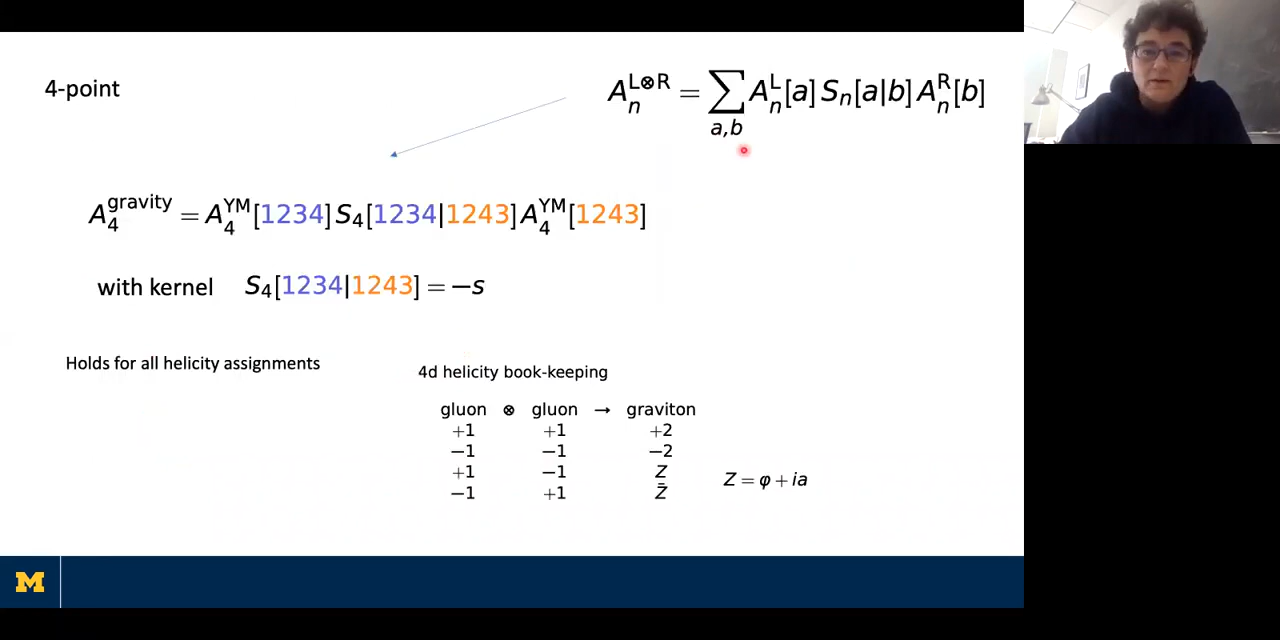 4-point
A_n^{L⊗R} = ∑_{a,b} A_n^L[a] S_n[a|b] A_n^R[b]
A_4^{gravity} = A_4^{YM}[1234] S_4[1234|1243] A_4^{YM}[1243]
with kernel S_4[1234|1243] = −s
Holds for all helicity assignments
4d helicity book-keeping
gluon ⊗ gluon → graviton
+1 +1 +2
−1 −1 −2
+1 −1 Z
−1 +1 Z̄
Z = φ + ia
M